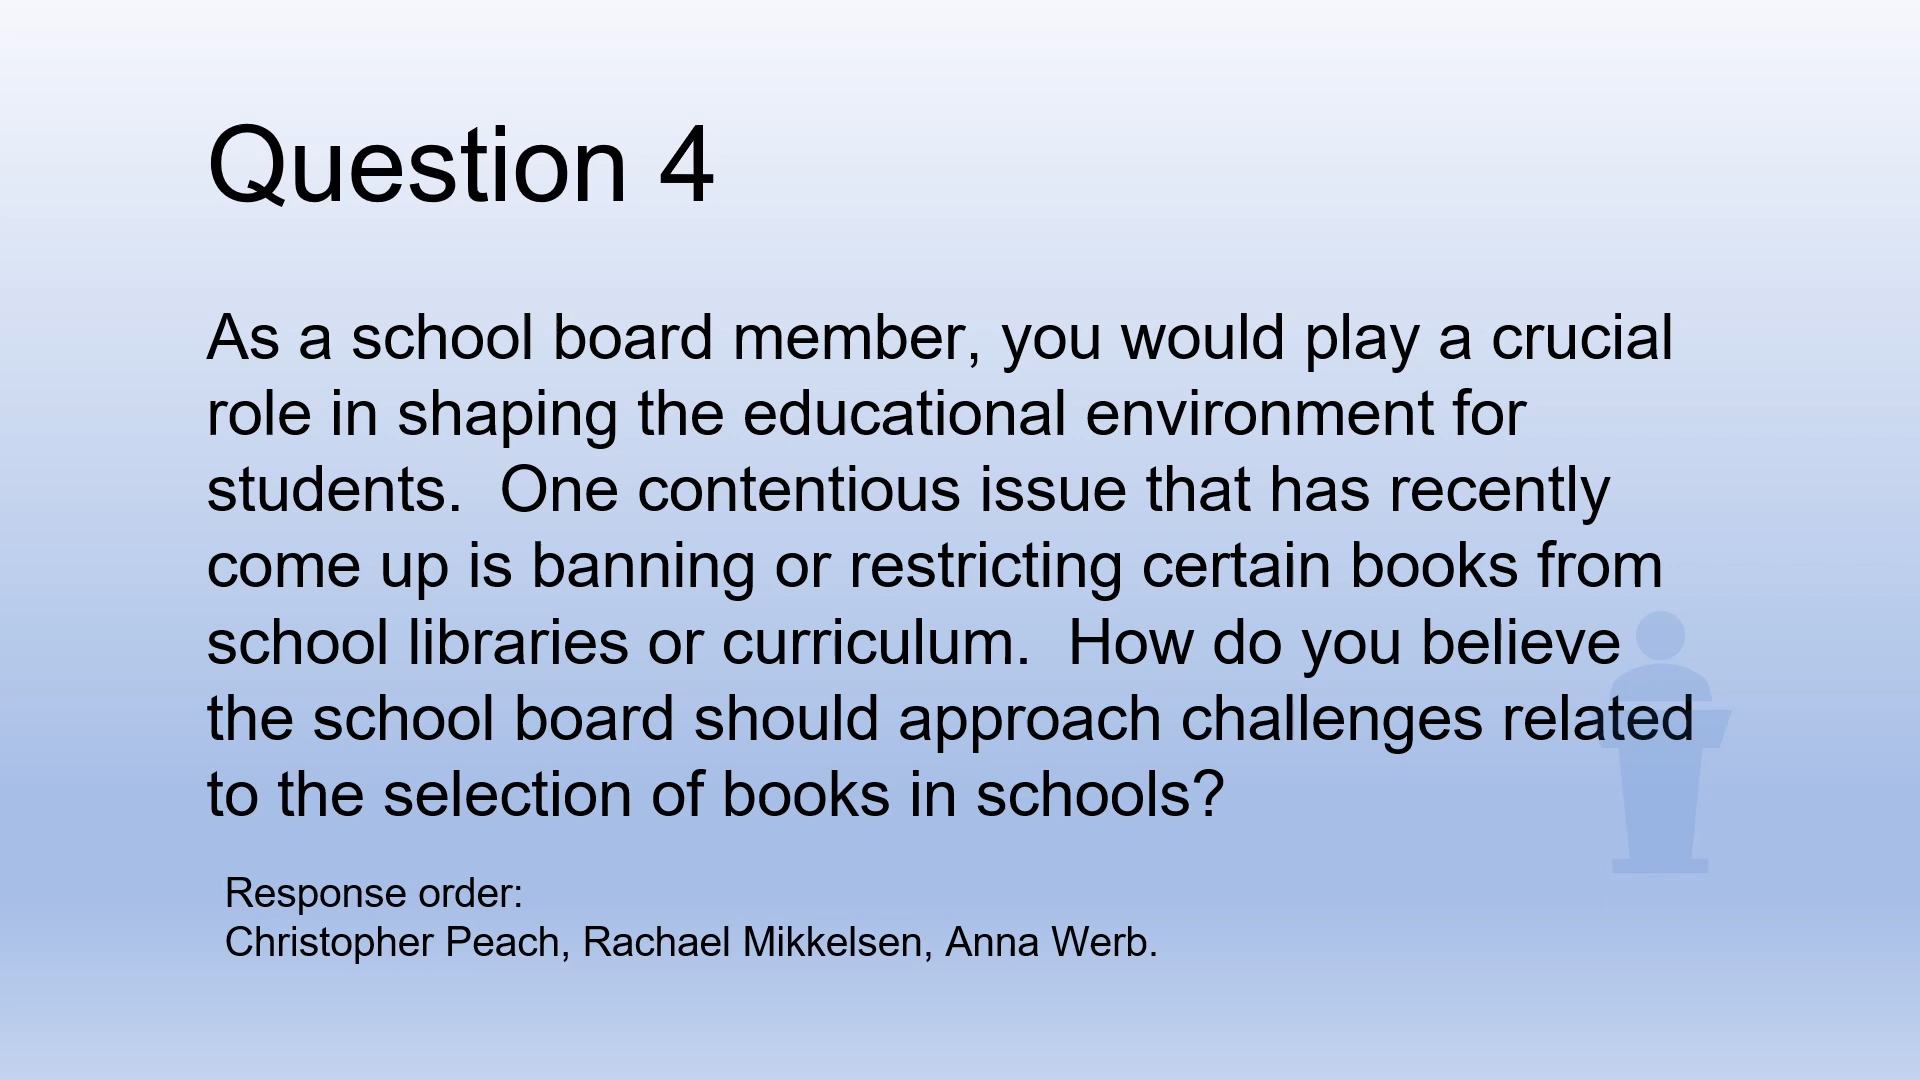 Question 4
As a school board member, you would play a crucial
role in shaping the educational environment for
students.  One contentious issue that has recently
come up is banning or restricting certain books from
school libraries or curriculum.  How do you believe
the school board should approach challenges related
to the selection of books in schools?
Response order:
Christopher Peach, Rachael Mikkelsen, Anna Werb.